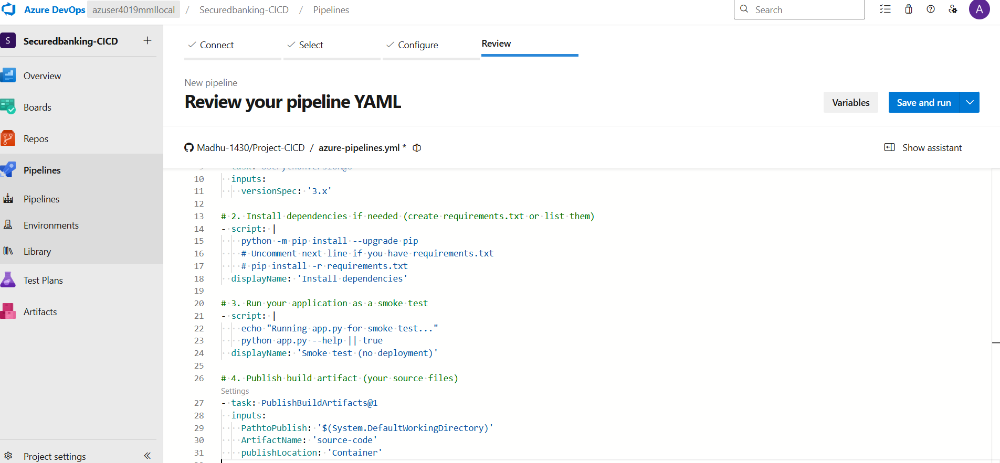 Azure DevOps azuser4019mmllocal / Securedbanking-CICD / Pipelines Search A
S Securedbanking-CICD +
Overview
Boards
Repos
Pipelines
Pipelines
Environments
Library
Test Plans
Artifacts
Project settings
Connect Select Configure Review
New pipeline
Review your pipeline YAML
Variables Save and run
Madhu-1430/Project-CICD / azure-pipelines.yml *
Show assistant
10 inputs:
11 versionSpec: '3.x'
12
13 # 2. Install dependencies if needed (create requirements.txt or list them)
14 - script: |
15 python -m pip install --upgrade pip
16 # Uncomment next line if you have requirements.txt
17 # pip install -r requirements.txt
18 displayName: 'Install dependencies'
19
20 # 3. Run your application as a smoke test
21 - script: |
22 echo "Running app.py for smoke test..."
23 python app.py --help || true
24 displayName: 'Smoke test (no deployment)'
25
26 # 4. Publish build artifact (your source files)
Settings
27 - task: PublishBuildArtifacts@1
28 inputs:
29 PathtoPublish: '$(System.DefaultWorkingDirectory)'
30 ArtifactName: 'source-code'
31 publishLocation: 'Container'